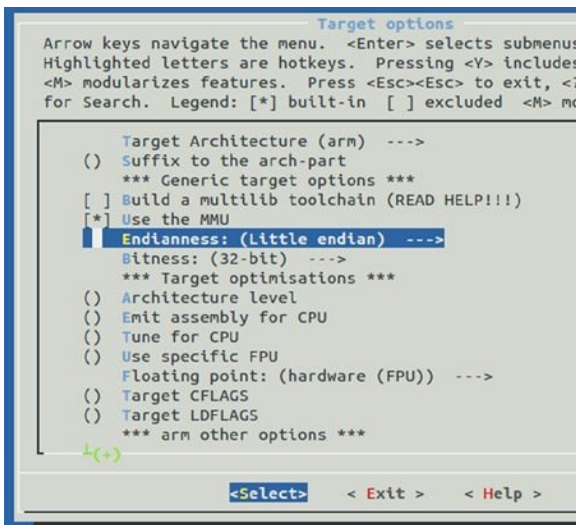 Target options
Arrow keys navigate the menu. <Enter> selects submenus
Highlighted letters are hotkeys. Pressing <Y> includes
<M> modularizes features. Press <Esc><Esc> to exit, <?
for Search. Legend: [*] built-in [ ] excluded <M> mo
Target Architecture (arm) --->
() Suffix to the arch-part
*** Generic target options ***
[ ] Build a multilib toolchain (READ HELP!!!)
[*] Use the MMU
Endianness: (Little endian) --->
Bitness: (32-bit) --->
*** Target optimisations ***
() Architecture level
() Emit assembly for CPU
() Tune for CPU
() Use specific FPU
Floating point: (hardware (FPU)) --->
() Target CFLAGS
() Target LDFLAGS
*** arm other options ***
┴(+)
<Select> < Exit > < Help >